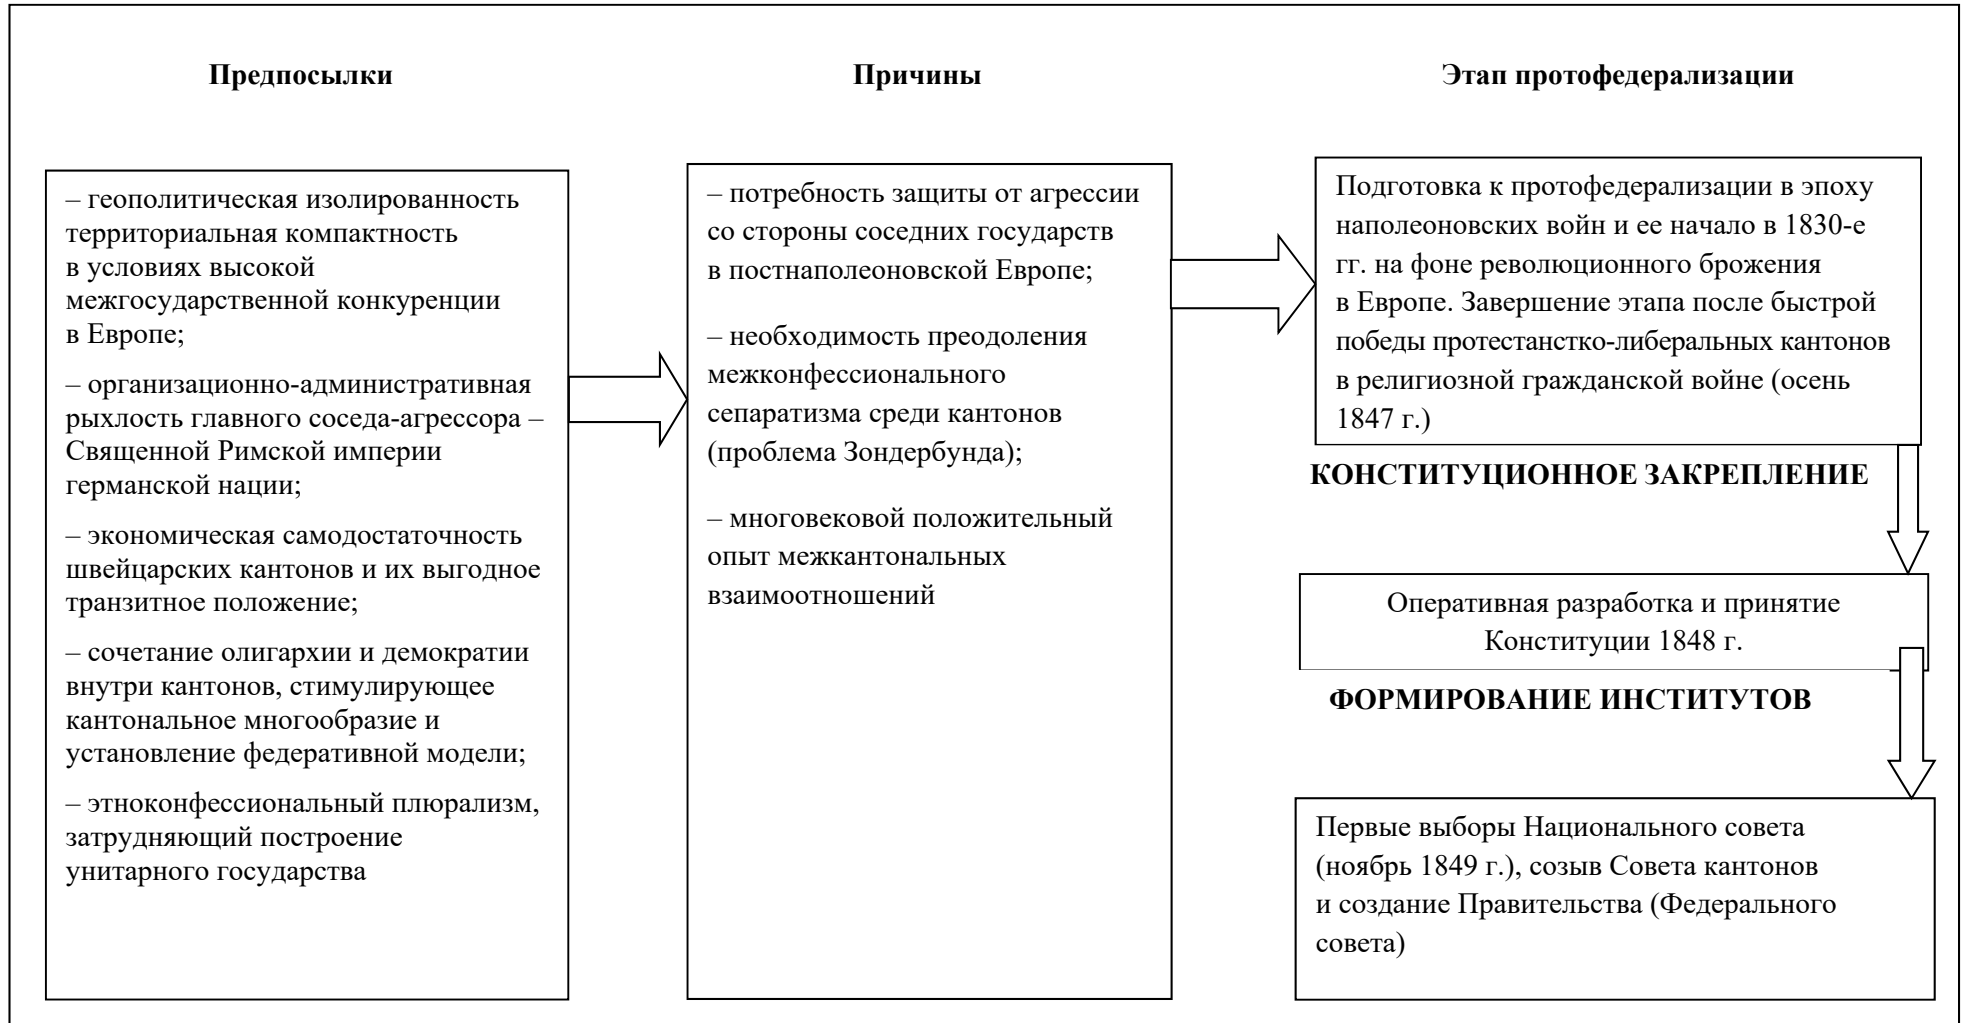 Предпосылки
Причины
Этап протофедерализации
– геополитическая изолированность
территориальная компактность
в условиях высокой
межгосударственной конкуренции
в Европе;
– организационно-административная
рыхлость главного соседа-агрессора –
Священной Римской империи
германской нации;
– экономическая самодостаточность
швейцарских кантонов и их выгодное
транзитное положение;
– сочетание олигархии и демократии
внутри кантонов, стимулирующее
кантональное многообразие и
установление федеративной модели;
– этноконфессиональный плюрализм,
затрудняющий построение
унитарного государства
– потребность защиты от агрессии
со стороны соседних государств
в постнаполеоновской Европе;
– необходимость преодоления
межконфессионального
сепаратизма среди кантонов
(проблема Зондербунда);
– многовековой положительный
опыт межкантональных
взаимоотношений
Подготовка к протофедерализации в эпоху
наполеоновских войн и ее начало в 1830-е
гг. на фоне революционного брожения
в Европе. Завершение этапа после быстрой
победы протестанстко-либеральных кантонов
в религиозной гражданской войне (осень
1847 г.)
КОНСТИТУЦИОННОЕ ЗАКРЕПЛЕНИЕ
Оперативная разработка и принятие
Конституции 1848 г.
ФОРМИРОВАНИЕ ИНСТИТУТОВ
Первые выборы Национального совета
(ноябрь 1849 г.), созыв Совета кантонов
и создание Правительства (Федерального
совета)